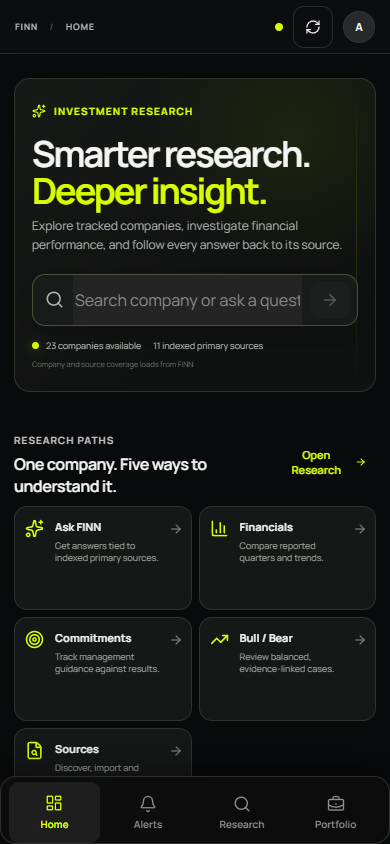 FINN / HOME
A
INVESTMENT RESEARCH
Smarter research.
Deeper insight.
Explore tracked companies, investigate financial
performance, and follow every answer back to its source.
Search company or ask a quest
23 companies available 11 indexed primary sources
Company and source coverage loads from FINN
RESEARCH PATHS
One company. Five ways to
understand it.
Open
Research
Ask FINN
Get answers tied to
indexed primary sources.
Financials
Compare reported
quarters and trends.
Commitments
Track management
guidance against results.
Bull / Bear
Review balanced,
evidence-linked cases.
Sources
Discover, import and
Home
Alerts
Research
Portfolio